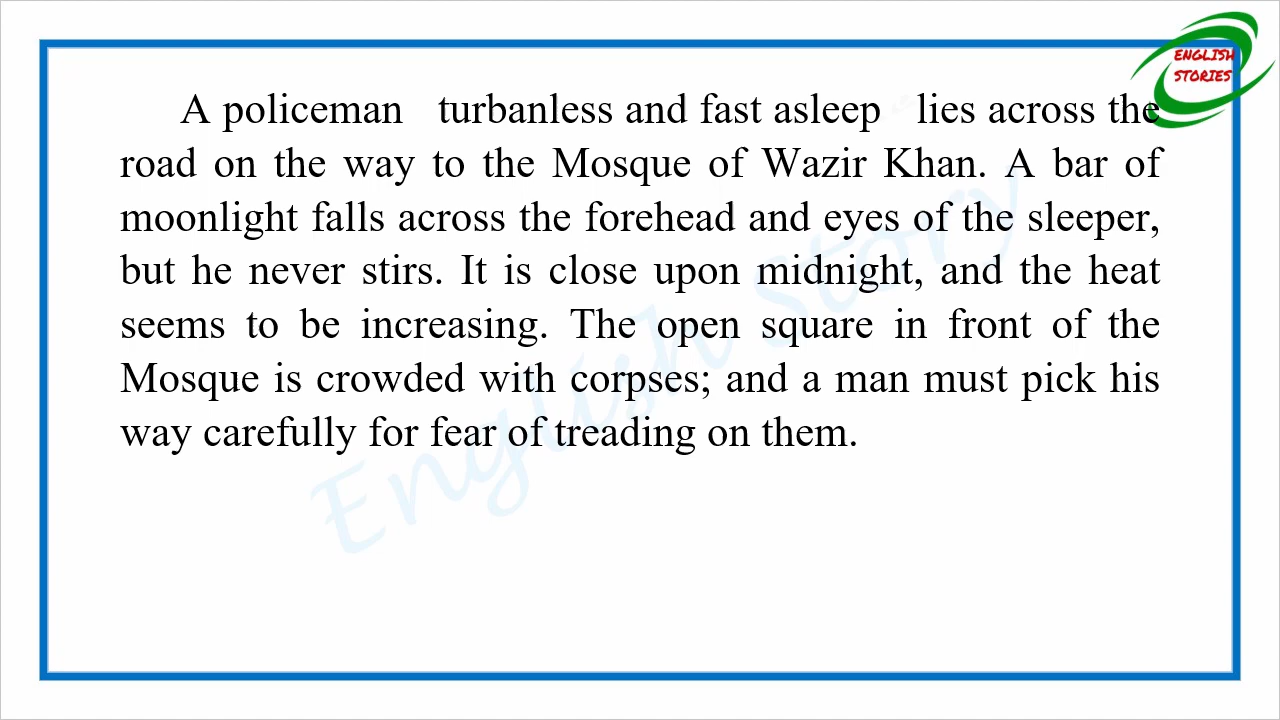 ENGLISH
STORIES
A policeman turbanless and fast asleep lies across the
road on the way to the Mosque of Wazir Khan. A bar of
moonlight falls across the forehead and eyes of the sleeper,
but he never stirs. It is close upon midnight, and the heat
seems to be increasing. The open square in front of the
Mosque is crowded with corpses; and a man must pick his
way carefully for fear of treading on them.
English Story